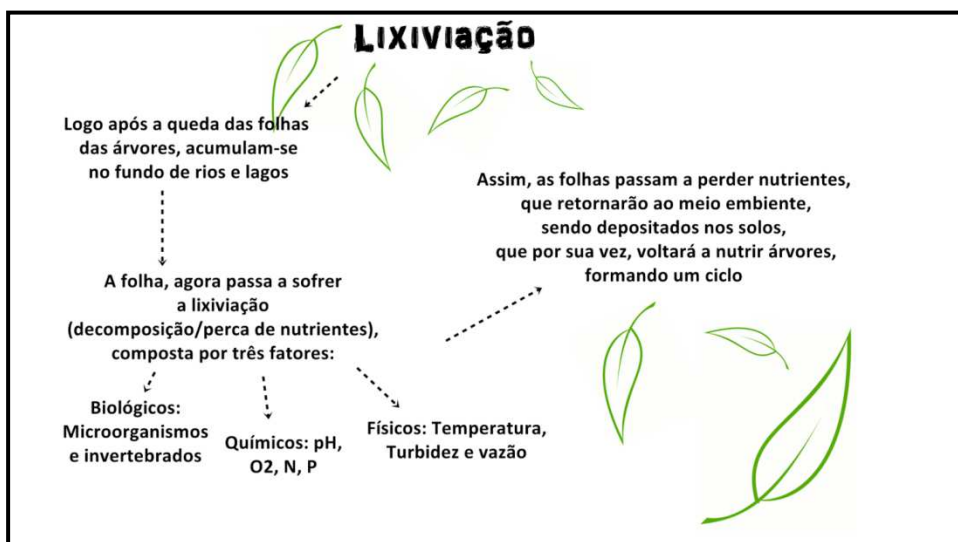 Lixiviação
Logo após a queda das folhas
das árvores, acumulam-se
no fundo de rios e lagos
A folha, agora passa a sofrer
a lixiviação
(decomposição/perca de nutrientes),
composta por três fatores:
Biológicos:
Microorganismos
e invertebrados
Químicos: pH,
O2, N, P
Físicos: Temperatura,
Turbidez e vazão
Assim, as folhas passam a perder nutrientes,
que retornarão ao meio embiente,
sendo depositados nos solos,
que por sua vez, voltará a nutrir árvores,
formando um ciclo